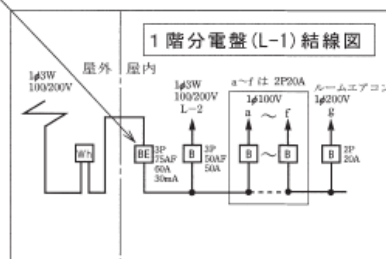 1階分電盤(L-1)結線図
屋外 屋内
1ϕ3W
100/200V
1ϕ3W
100/200V
L-2
a～fは 2P20A
1ϕ100V
a ～ f
ルームエアコン
1ϕ200V
g
Wh
BE
3P
75AF
60A
30mA
B
3P
50AF
50A
B ～ B
B
2P
20A